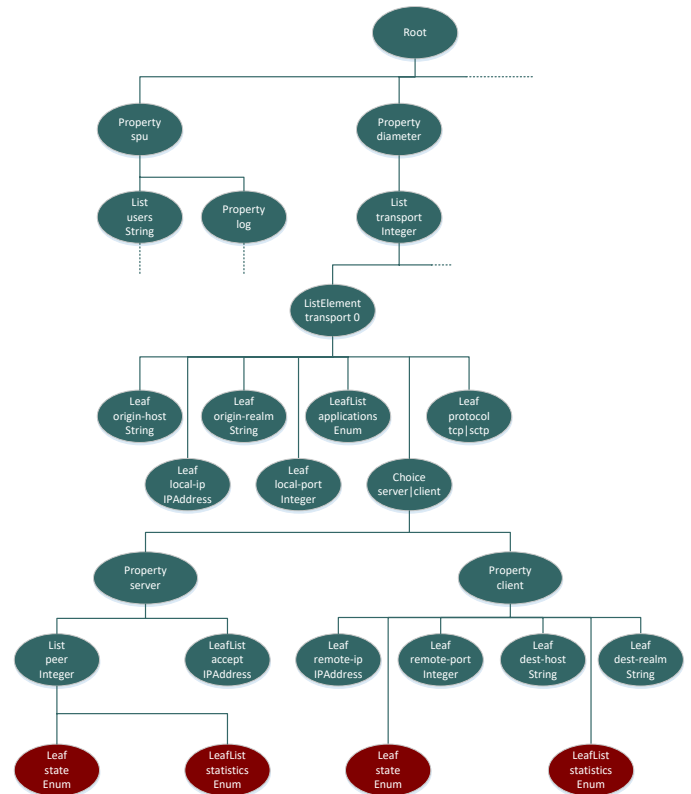 Root
Property
spu
Property
diameter
List
users
String
Property
log
List
transport
Integer
ListElement
transport 0
Leaf
origin-host
String
Leaf
origin-realm
String
LeafList
applications
Enum
Leaf
protocol
tcp|sctp
Leaf
local-ip
IPAddress
Leaf
local-port
Integer
Choice
server|client
Property
server
Property
client
List
peer
Integer
LeafList
accept
IPAddress
Leaf
remote-ip
IPAddress
Leaf
remote-port
Integer
Leaf
dest-host
String
Leaf
dest-realm
String
Leaf
state
Enum
LeafList
statistics
Enum
Leaf
state
Enum
LeafList
statistics
Enum